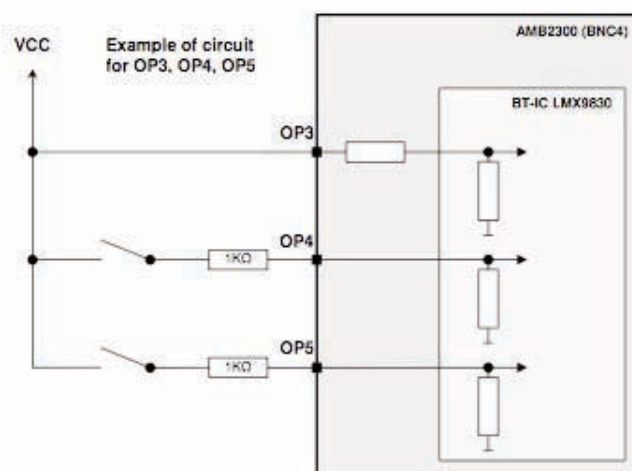 AMB2300 (BNC4)
VCC
Example of circuit
for OP3, OP4, OP5
BT-IC LMX9830
OP3
OP4
1KΩ
OP5
1KΩ